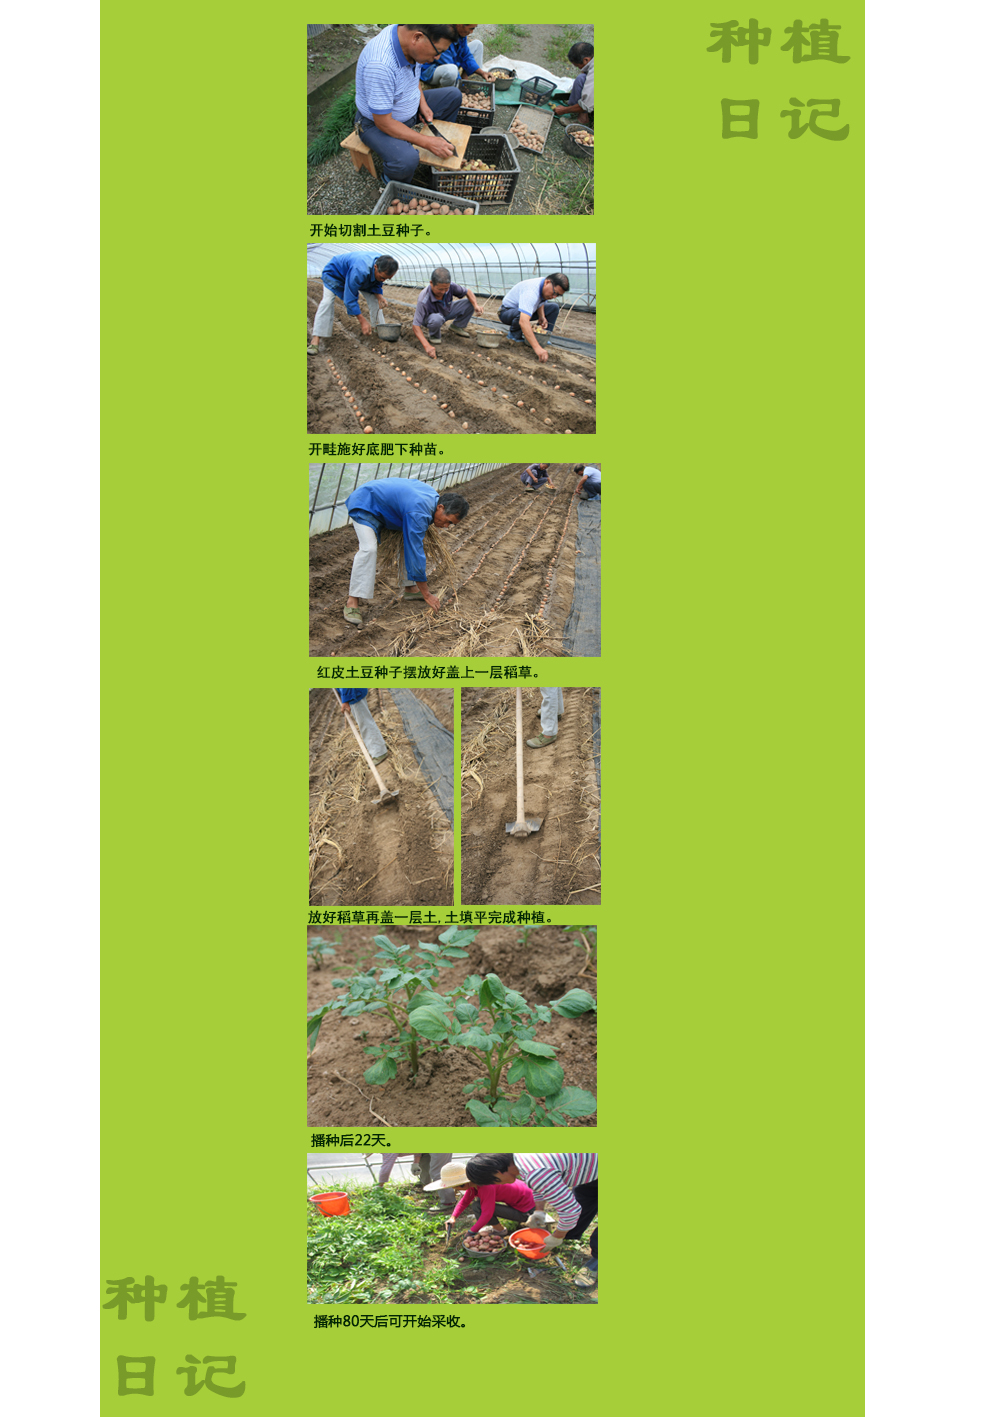 种植
日记
开始切割土豆种子。
开畦施好底肥下种苗。
红皮土豆种子摆放好盖上一层稻草。
放好稻草再盖一层土,土填平完成种植。
播种后22天。
播种80天后可开始采收。
种植
日记